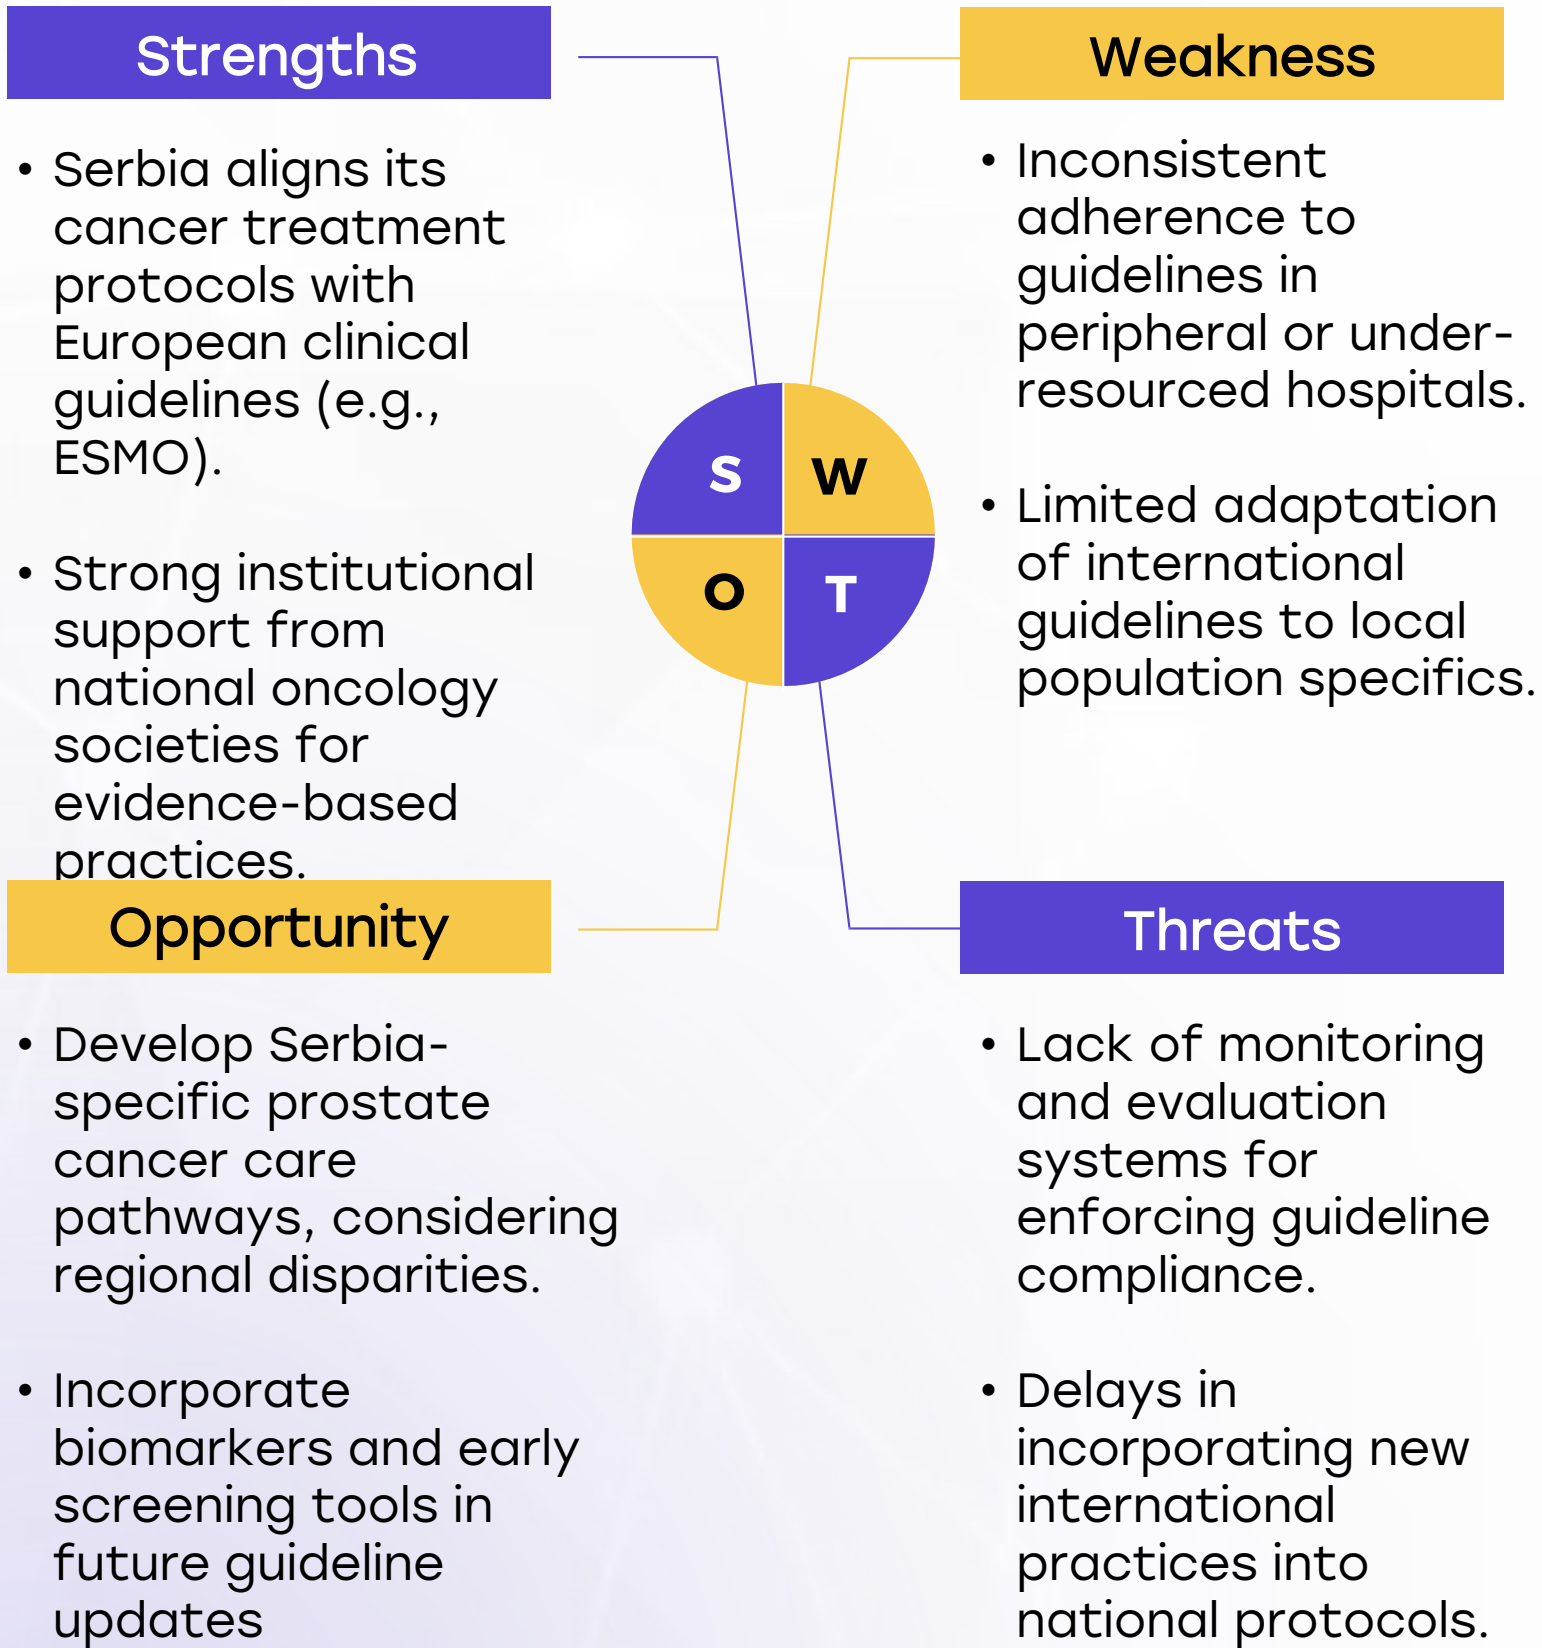 Strengths
• Serbia aligns its
cancer treatment
protocols with
European clinical
guidelines (e.g.,
ESMO).
• Strong institutional
support from
national oncology
societies for
evidence-based
practices.
Weakness
• Inconsistent
adherence to
guidelines in
peripheral or under-
resourced hospitals.
• Limited adaptation
of international
guidelines to local
population specifics.
S W
O T
Opportunity
• Develop Serbia-
specific prostate
cancer care
pathways, considering
regional disparities.
• Incorporate
biomarkers and early
screening tools in
future guideline
updates
Threats
• Lack of monitoring
and evaluation
systems for
enforcing guideline
compliance.
• Delays in
incorporating new
international
practices into
national protocols.